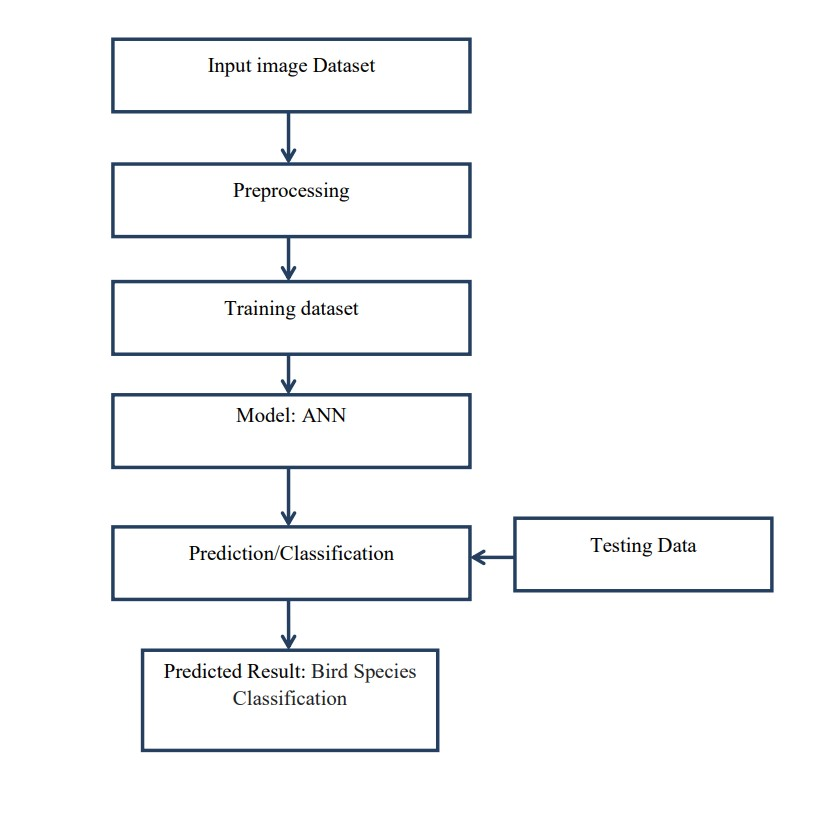 Input image Dataset
Preprocessing
Training dataset
Model: ANN
Prediction/Classification
Testing Data
Predicted Result: Bird Species
Classification